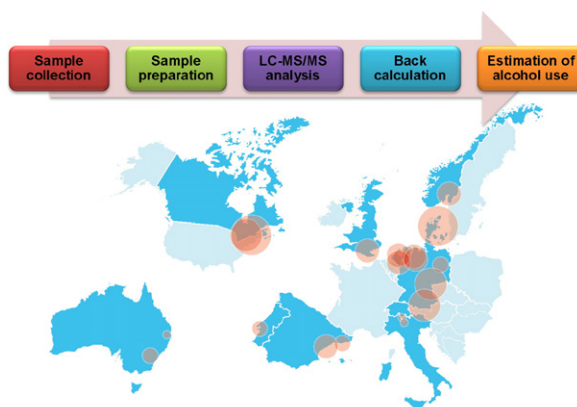 Sample
collection
Sample
preparation
LC-MS/MS
analysis
Back
calculation
Estimation of
alcohol use